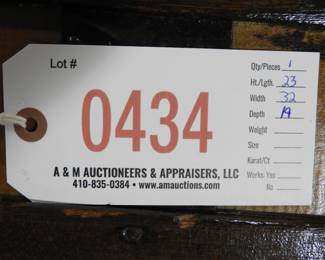 Lot #
0434
A & M AUCTIONEERS & APPRAISERS, LLC
410-835-0384 • www.amauctions.com
Qty/Pieces 1
Ht./Lgth. 23
Width 32
Depth 19
Weight
Size
Karat/Ct
Works: Yes
No